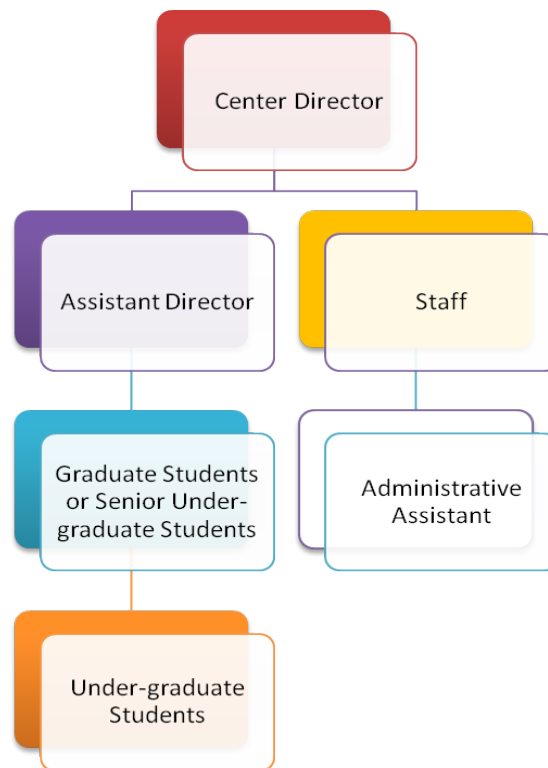 Center Director
Assistant Director
Staff
Graduate Students
or Senior Under-
graduate Students
Administrative
Assistant
Under-graduate
Students